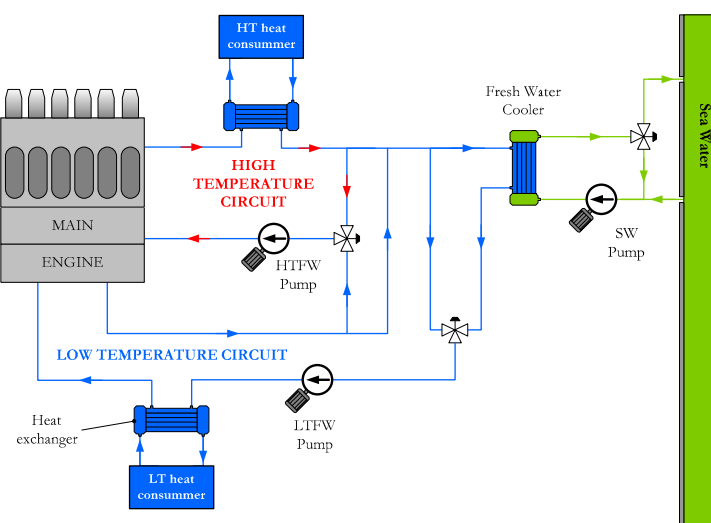 HT heat
consummer
Fresh Water
Cooler
Sea Water
HIGH
TEMPERATURE
CIRCUIT
MAIN
ENGINE
HTFW
Pump
SW
Pump
LOW TEMPERATURE CIRCUIT
Heat
exchanger
LTFW
Pump
LT heat
consummer